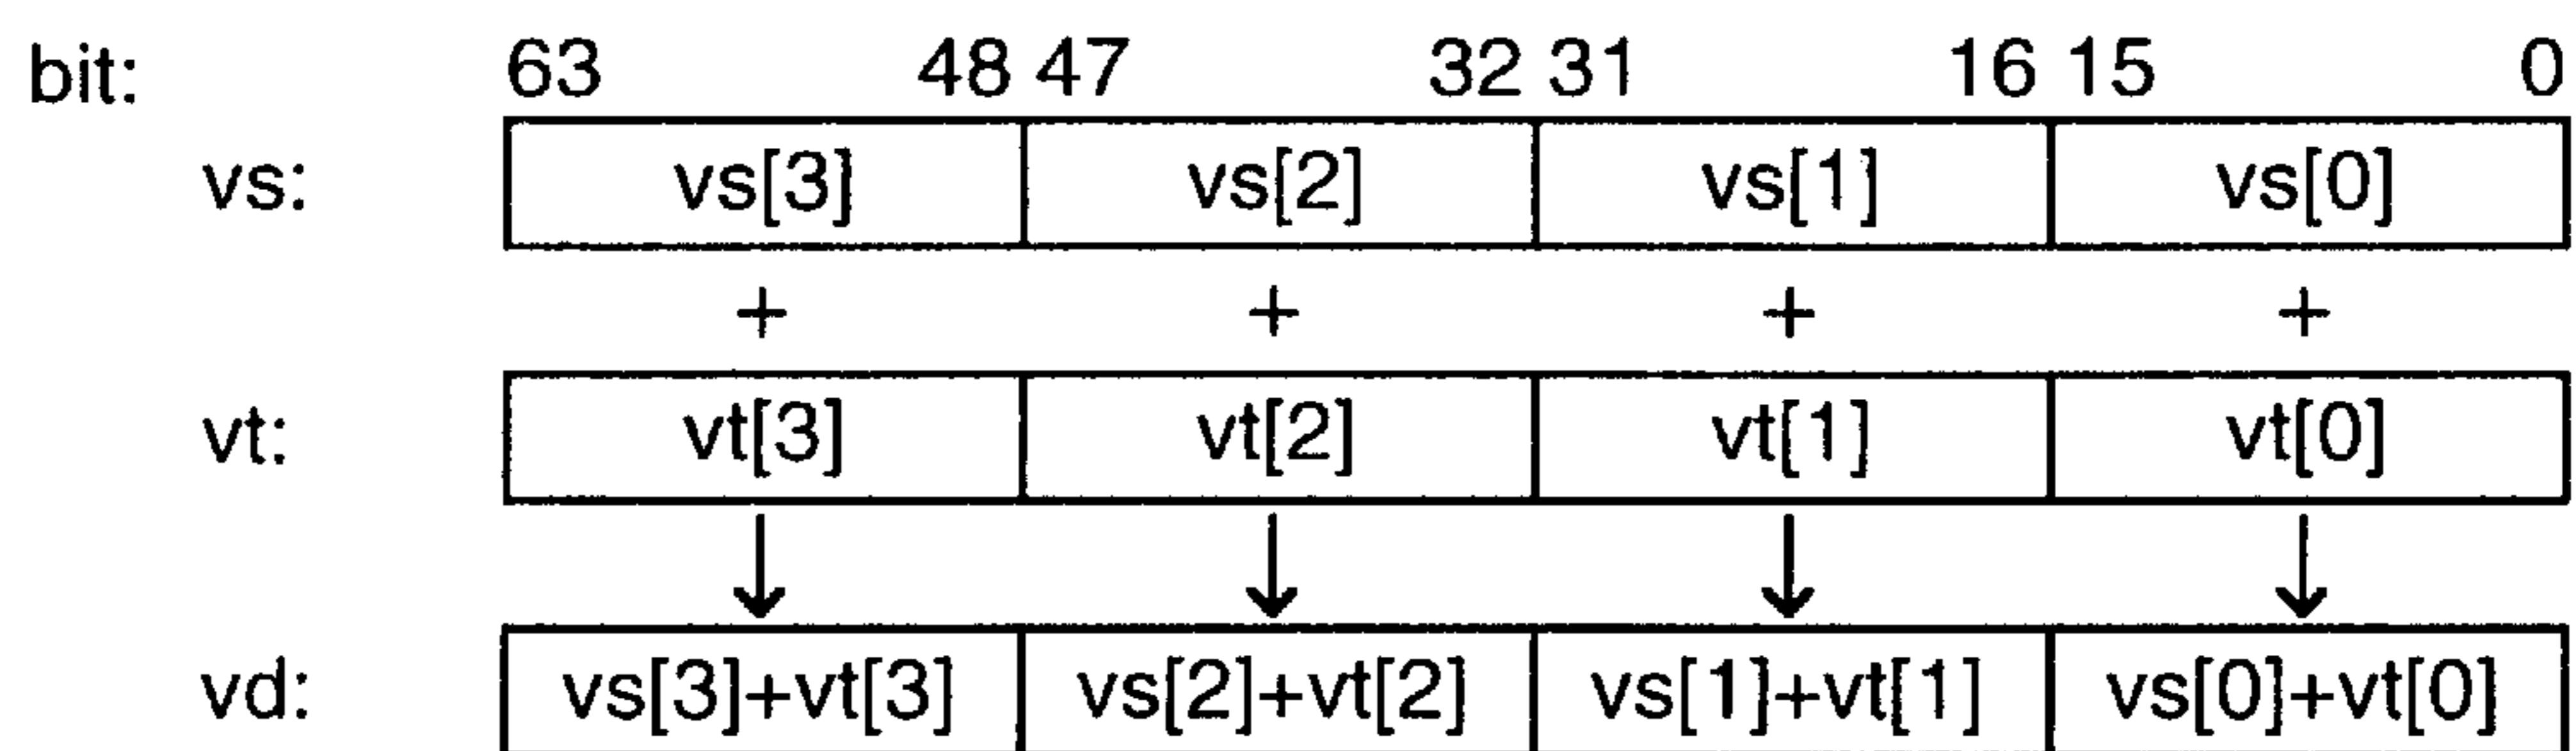 bit: 63 48 47 32 31 16 15 0
vs: vs[3] vs[2] vs[1] vs[0]
+ + + +
vt: vt[3] vt[2] vt[1] vt[0]
vd: vs[3]+vt[3] vs[2]+vt[2] vs[1]+vt[1] vs[0]+vt[0]